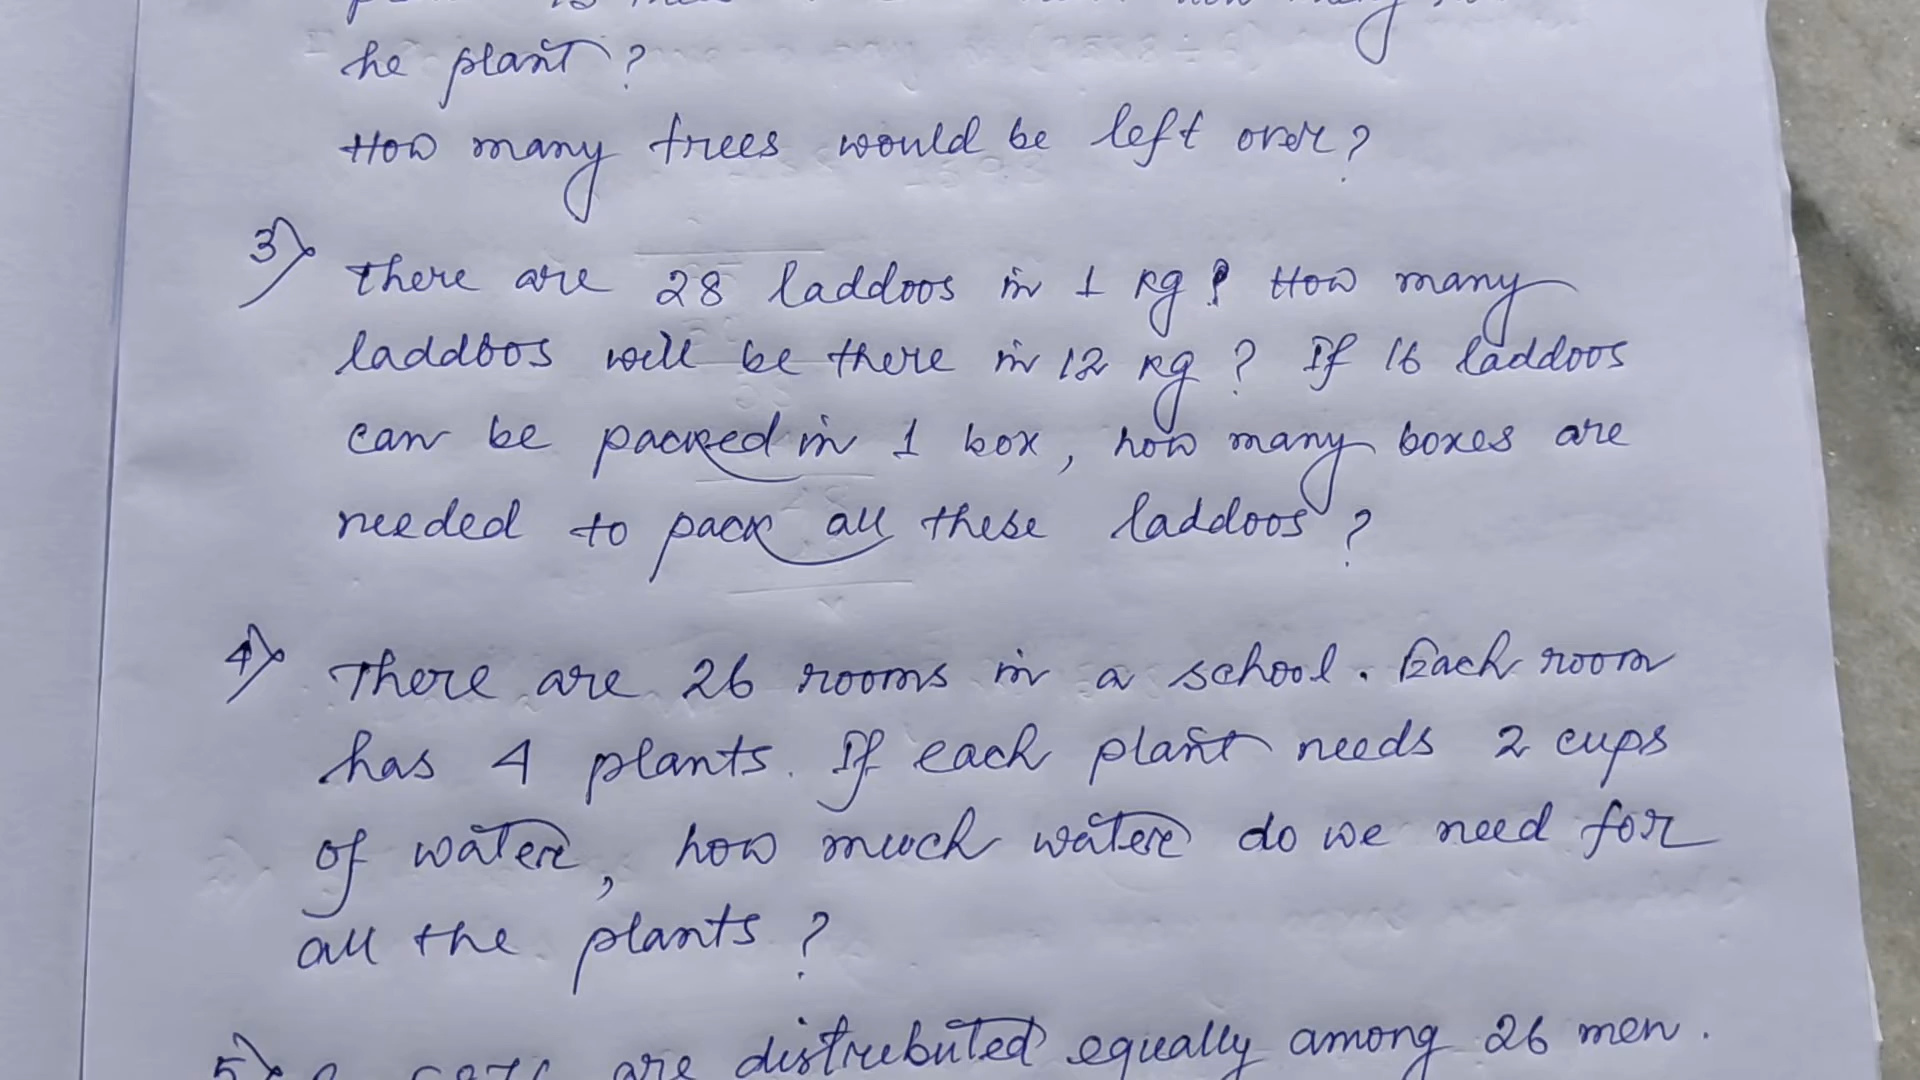 he plant?
How many trees would be left over?
3) There are 28 laddoos in 1 kg? How many
laddoos will be there in 12 kg? If 16 laddoos
can be packed in 1 box, how many boxes are
needed to pack all these laddoos?
4) There are 26 rooms in a school. Each room
has 4 plants. If each plant needs 2 cups
of water, how much water do we need for
all the plants?
5) are distributed equally among 26 men.